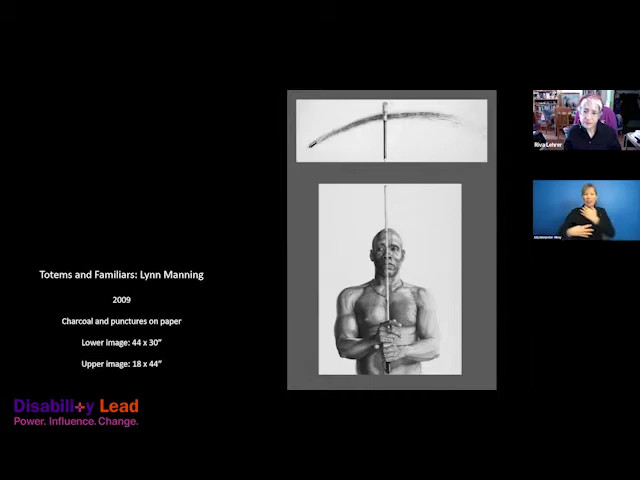 Totems and Familiars: Lynn Manning
2009
Charcoal and punctures on paper
Lower image: 44 x 30"
Upper image: 18 x 44"
Disability Lead
Power. Influence. Change.
Riva Lehrer